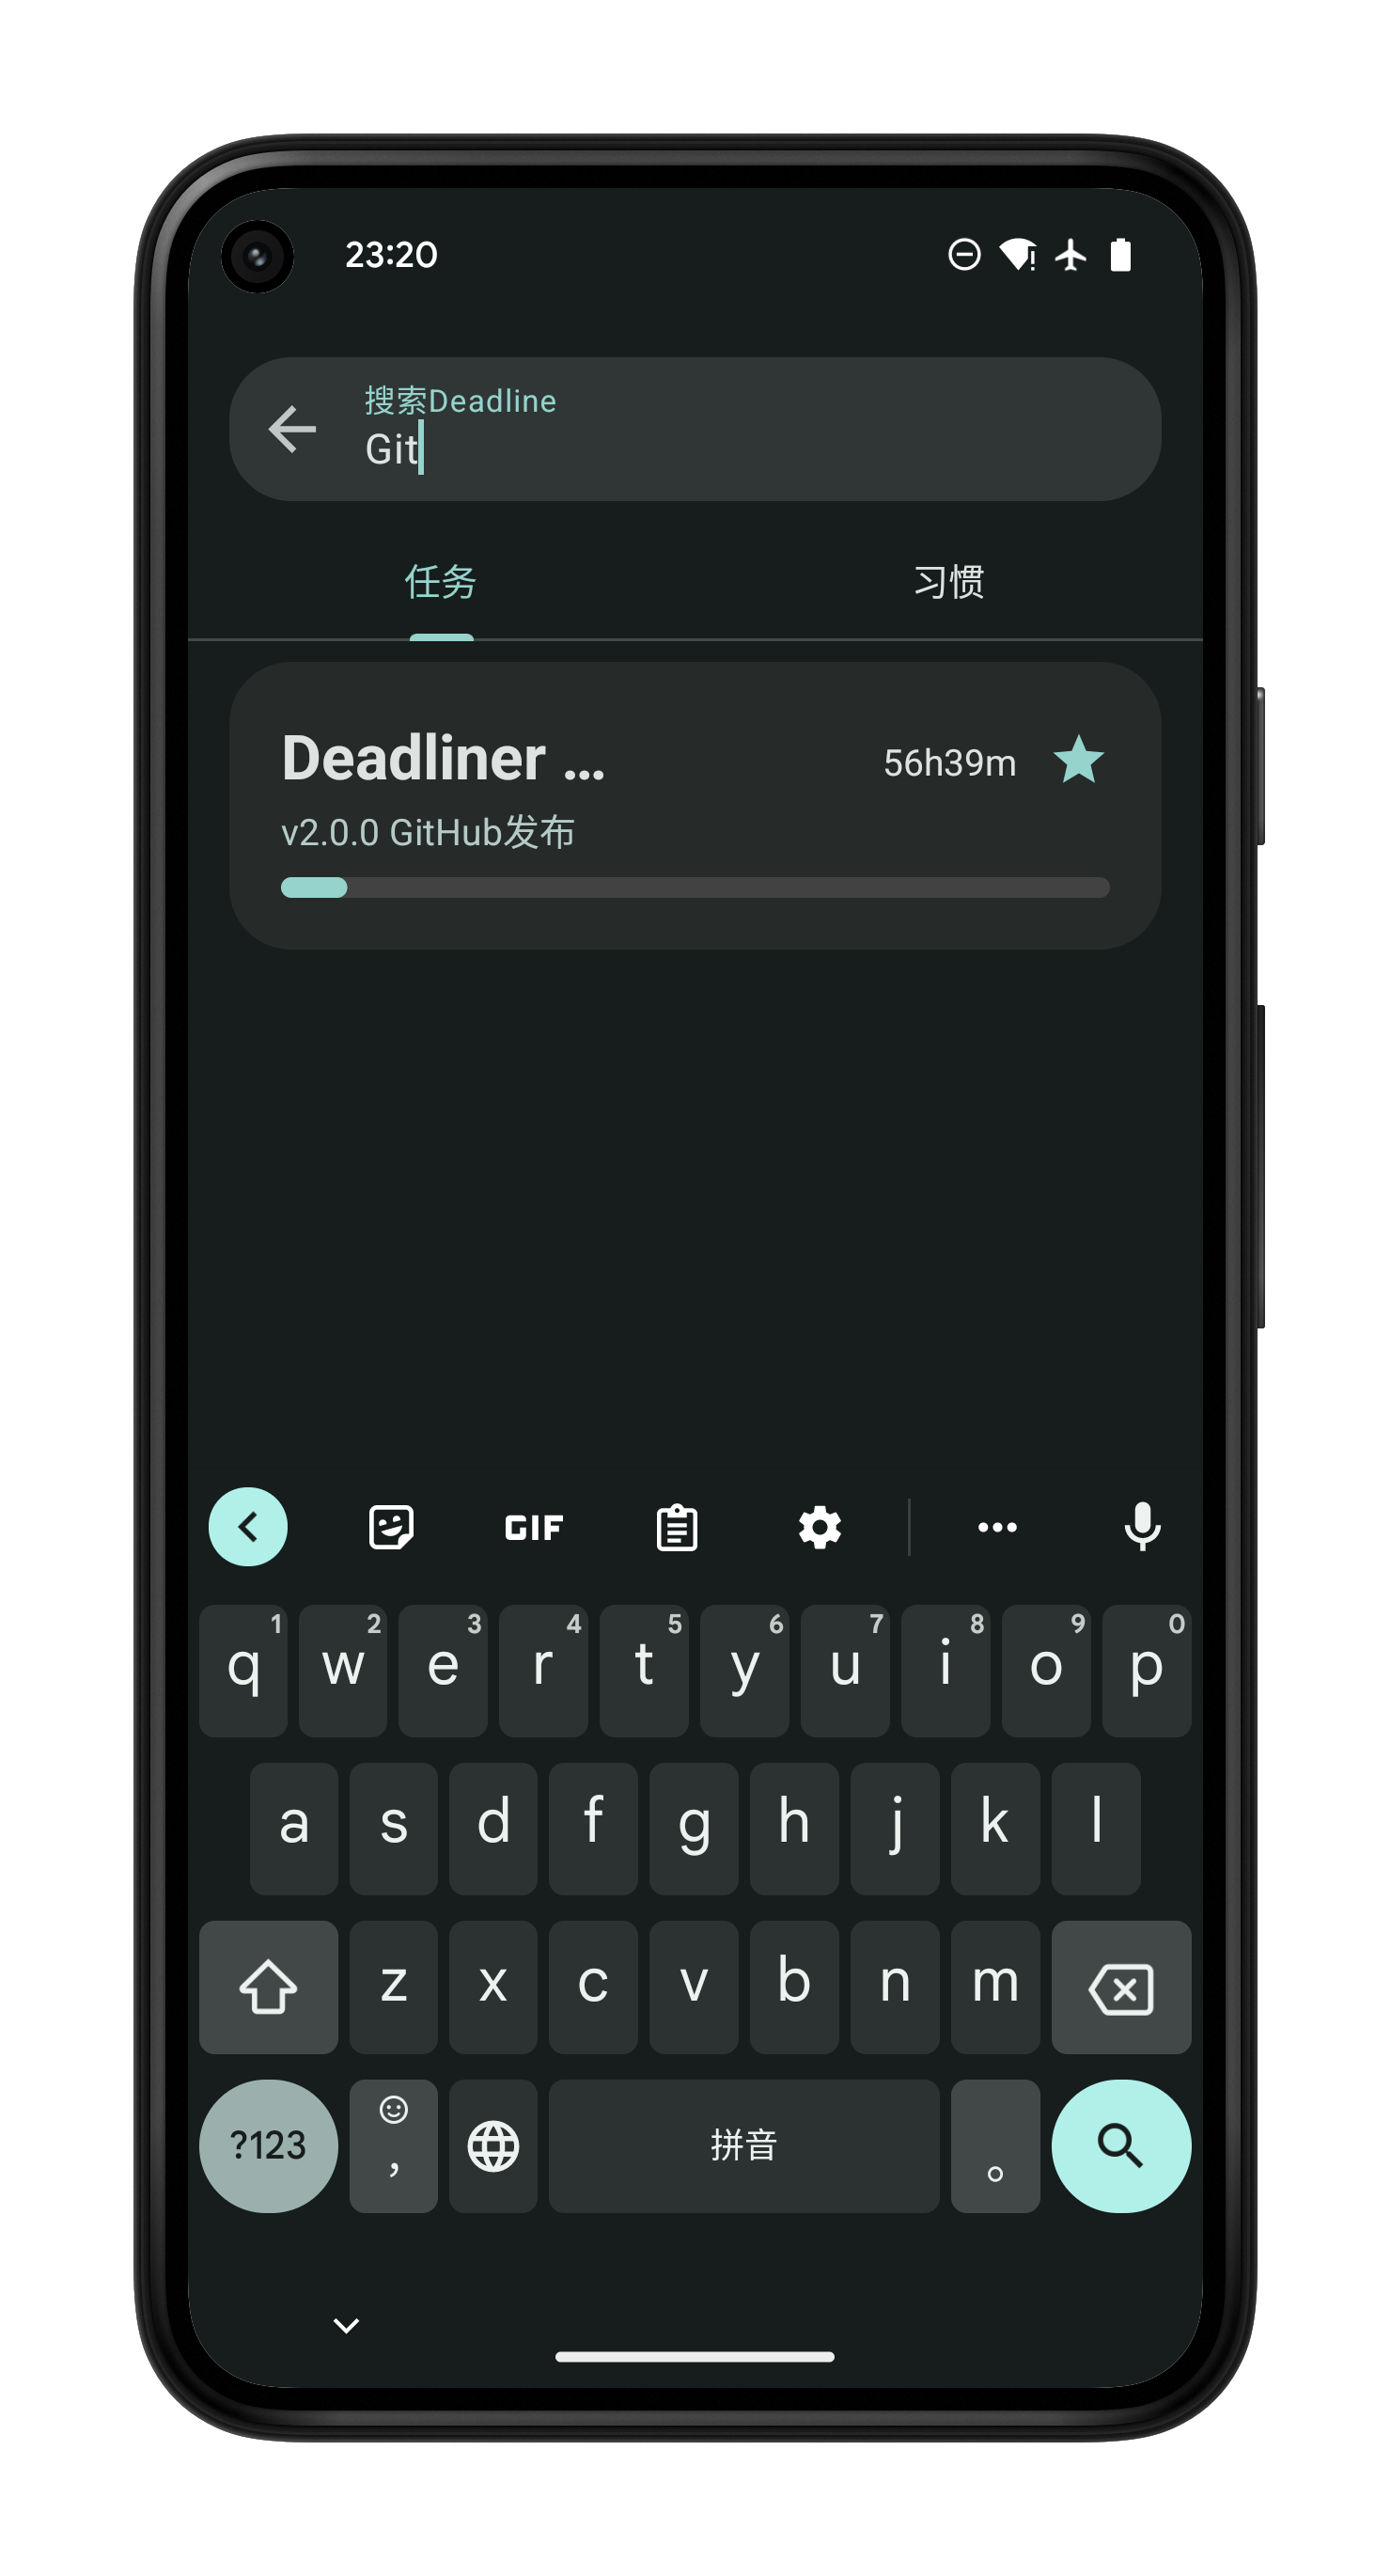 23:20
搜索Deadline
Git
任务 习惯
Deadliner ... 56h39m
v2.0.0 GitHub发布
GIF
q 1 w 2 e 3 r 4 t 5 y 6 u 7 i 8 o 9 p 0
a s d f g h j k l
z x c v b n m
?123 , 拼音 。